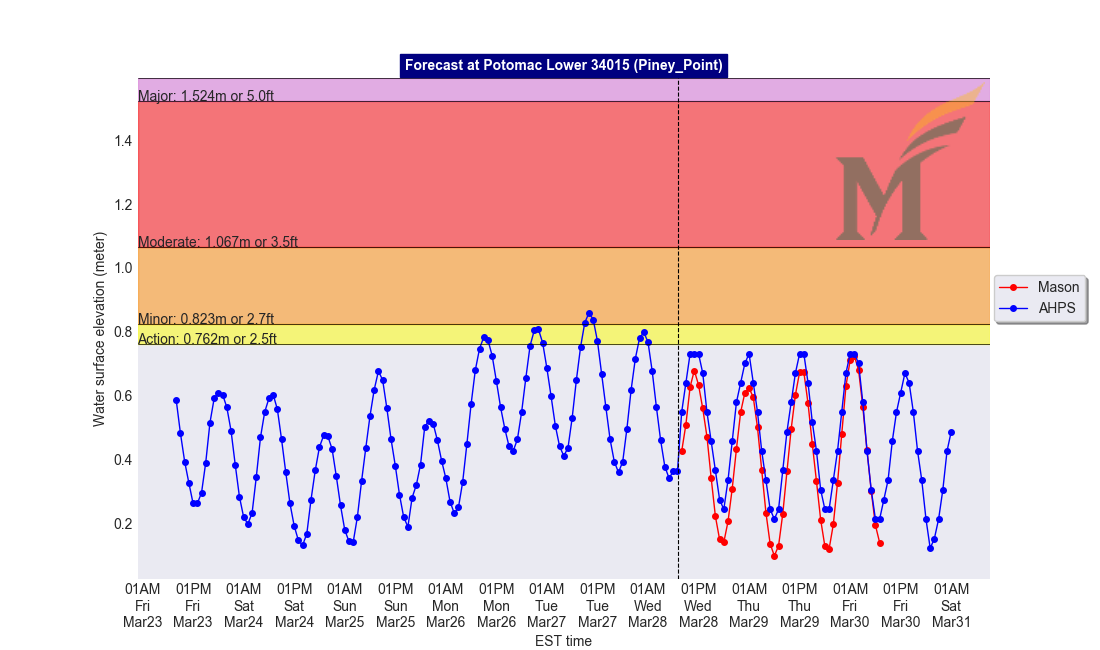 Forecast at Potomac Lower 34015 (Piney_Point)
Major: 1.524m or 5.0ft
Moderate: 1.067m or 3.5ft
Minor: 0.823m or 2.7ft
Action: 0.762m or 2.5ft
Water surface elevation (meter)
1.4
1.2
1.0
0.8
0.6
0.4
0.2
M
Mason
AHPS
01AM 01PM 01AM 01PM 01AM 01PM 01AM 01PM 01AM 01PM 01AM 01PM 01AM 01PM 01AM 01PM 01AM
Fri Fri Sat Sat Sun Sun Mon Mon Tue Tue Wed Wed Thu Thu Fri Fri Sat
Mar23 Mar23 Mar24 Mar24 Mar25 Mar25 Mar26 Mar26 Mar27 Mar27 Mar28 Mar28 Mar29 Mar29 Mar30 Mar30 Mar31
EST time